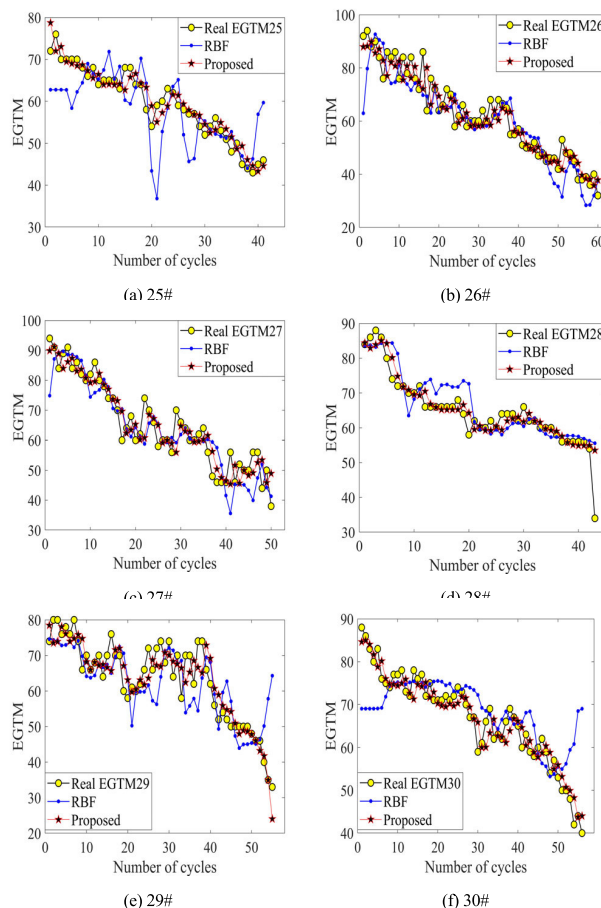 80
70
60
50
40
30
EGTM
0 10 20 30 40
Number of cycles
Real EGTM25
RBF
Proposed
(a) 25#
100
80
60
40
20
EGTM
0 10 20 30 40 50 60
Number of cycles
Real EGTM26
RBF
Proposed
(b) 26#
100
90
80
70
60
50
40
30
EGTM
0 10 20 30 40 50
Number of cycles
Real EGTM27
RBF
Proposed
(c) 27#
90
80
70
60
50
40
30
EGTM
0 10 20 30 40
Number of cycles
Real EGTM28
RBF
Proposed
(d) 28#
80
70
60
50
40
30
20
EGTM
0 10 20 30 40 50
Number of cycles
Real EGTM29
RBF
Proposed
(e) 29#
90
80
70
60
50
40
EGTM
0 10 20 30 40 50
Number of cycles
Real EGTM30
RBF
Proposed
(f) 30#